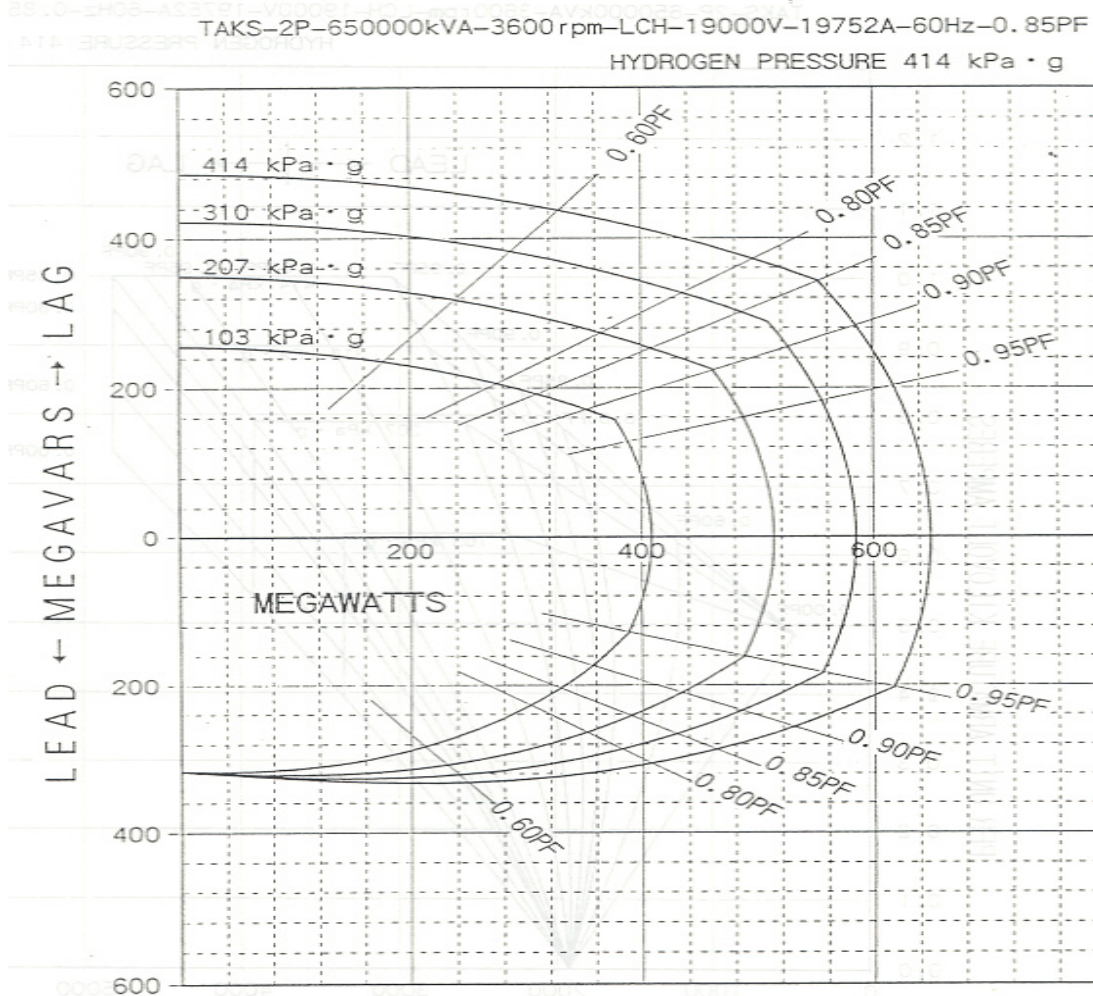 TAKS-2P-650000kVA-3600rpm-LCH-19000V-19752A-60Hz-0.85PF
HYDROGEN PRESSURE 414 kPa・g
600
400
200
0
200
400
600
LEAD ← MEGAVARS → LAG
414 kPa・g
310 kPa・g
207 kPa・g
103 kPa・g
0.60PF
0.80PF
0.85PF
0.90PF
0.95PF
200
400
600
MEGAWATTS
0.95PF
0.90PF
0.85PF
0.80PF
0.60PF